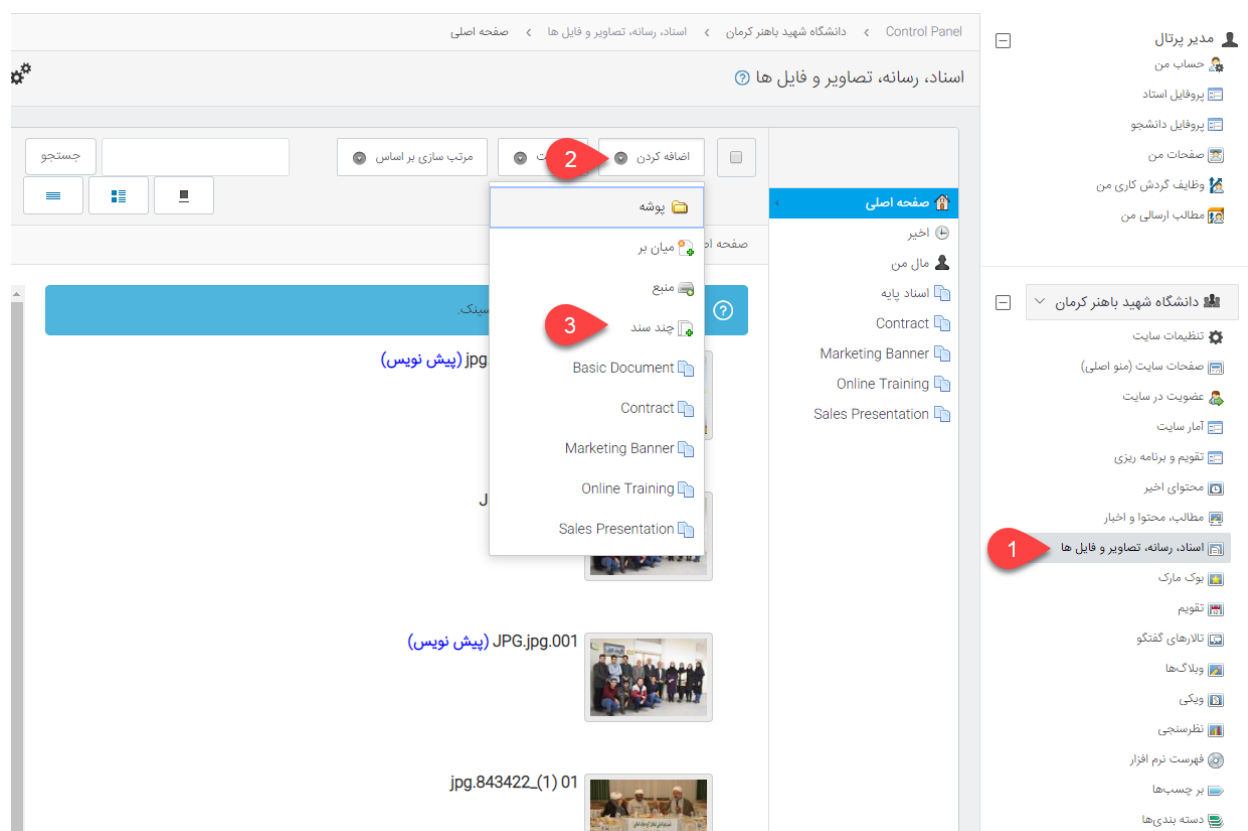 مدیر پرتال
حساب من
پروفایل استاد
پروفایل دانشجو
صفحات من
وظایف گردش کاری من
مطالب ارسالی من
دانشگاه شهید باهنر کرمان
تنظیمات سایت
صفحات سایت (منو اصلی)
عضویت در سایت
آمار سایت
تقویم و برنامه ریزی
محتوای اخیر
مطالب، محتوا و اخبار
1
اسناد، رسانه، تصاویر و فایل ها
بوک مارک
تقویم
تالارهای گفتگو
وبلاگ‌ها
ویکی
نظرسنجی
فهرست نرم افزار
بر چسب‌ها
دسته بندی‌ها
Control Panel › دانشگاه شهید باهنر کرمان › اسناد، رسانه، تصاویر و فایل ها › صفحه اصلی
اسناد، رسانه، تصاویر و فایل ها
صفحه اصلی
اخیر
مال من
اسناد پایه
Contract
Marketing Banner
Online Training
Sales Presentation
اضافه کردن
2
مرتب سازی بر اساس
جستجو
پوشه
میان بر
منبع
چند سند
3
Basic Document
Contract
Marketing Banner
Online Training
Sales Presentation
صفحه
jpg (پیش نویس)
J
JPG.jpg.001 (پیش نویس)
jpg.843422_(1) 01